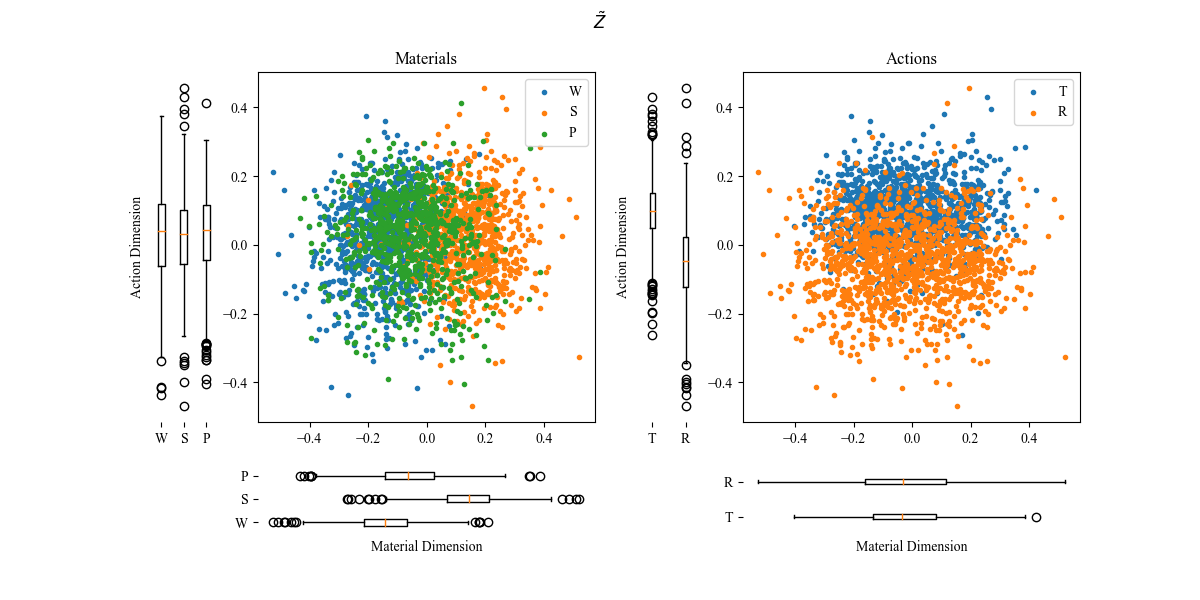 Z̃
Materials
W
S
P
0.4
0.2
0.0
−0.2
−0.4
Action Dimension
W S P
−0.4 −0.2 0.0 0.2 0.4
P
S
W
Material Dimension
Actions
T
R
0.4
0.2
0.0
−0.2
−0.4
Action Dimension
T R
−0.4 −0.2 0.0 0.2 0.4
R
T
Material Dimension